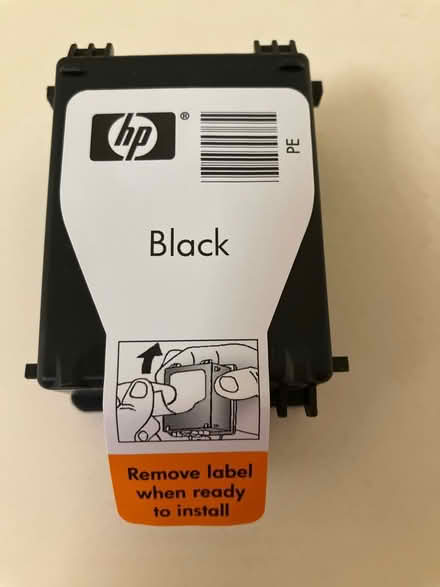 hp®
PE
Black
Remove label
when ready
to install